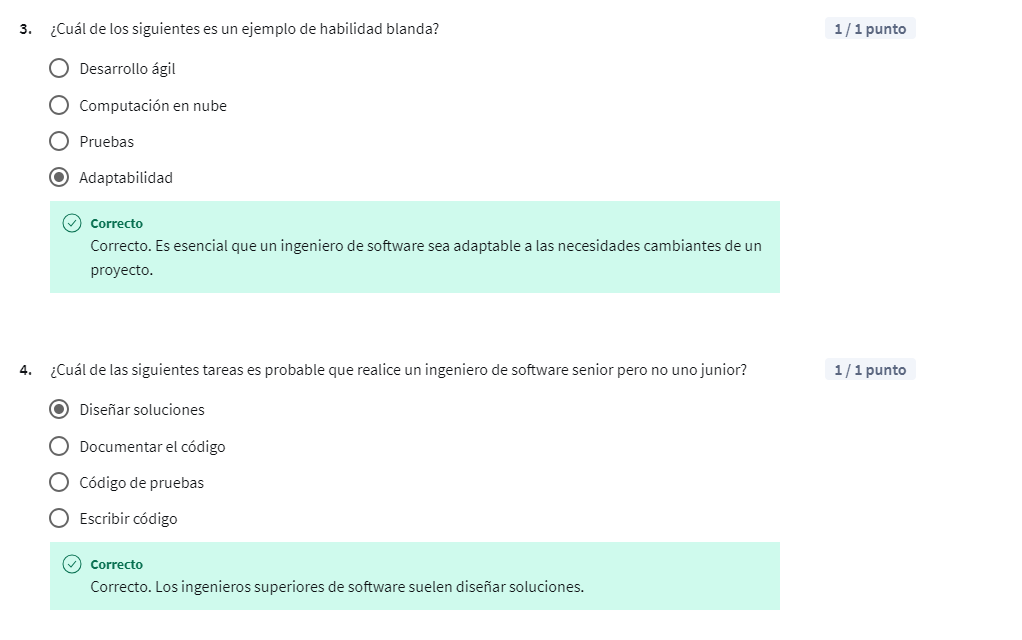 3. ¿Cuál de los siguientes es un ejemplo de habilidad blanda? 1 / 1 punto
Desarrollo ágil
Computación en nube
Pruebas
Adaptabilidad
Correcto
Correcto. Es esencial que un ingeniero de software sea adaptable a las necesidades cambiantes de un
proyecto.
4. ¿Cuál de las siguientes tareas es probable que realice un ingeniero de software senior pero no uno junior? 1 / 1 punto
Diseñar soluciones
Documentar el código
Código de pruebas
Escribir código
Correcto
Correcto. Los ingenieros superiores de software suelen diseñar soluciones.